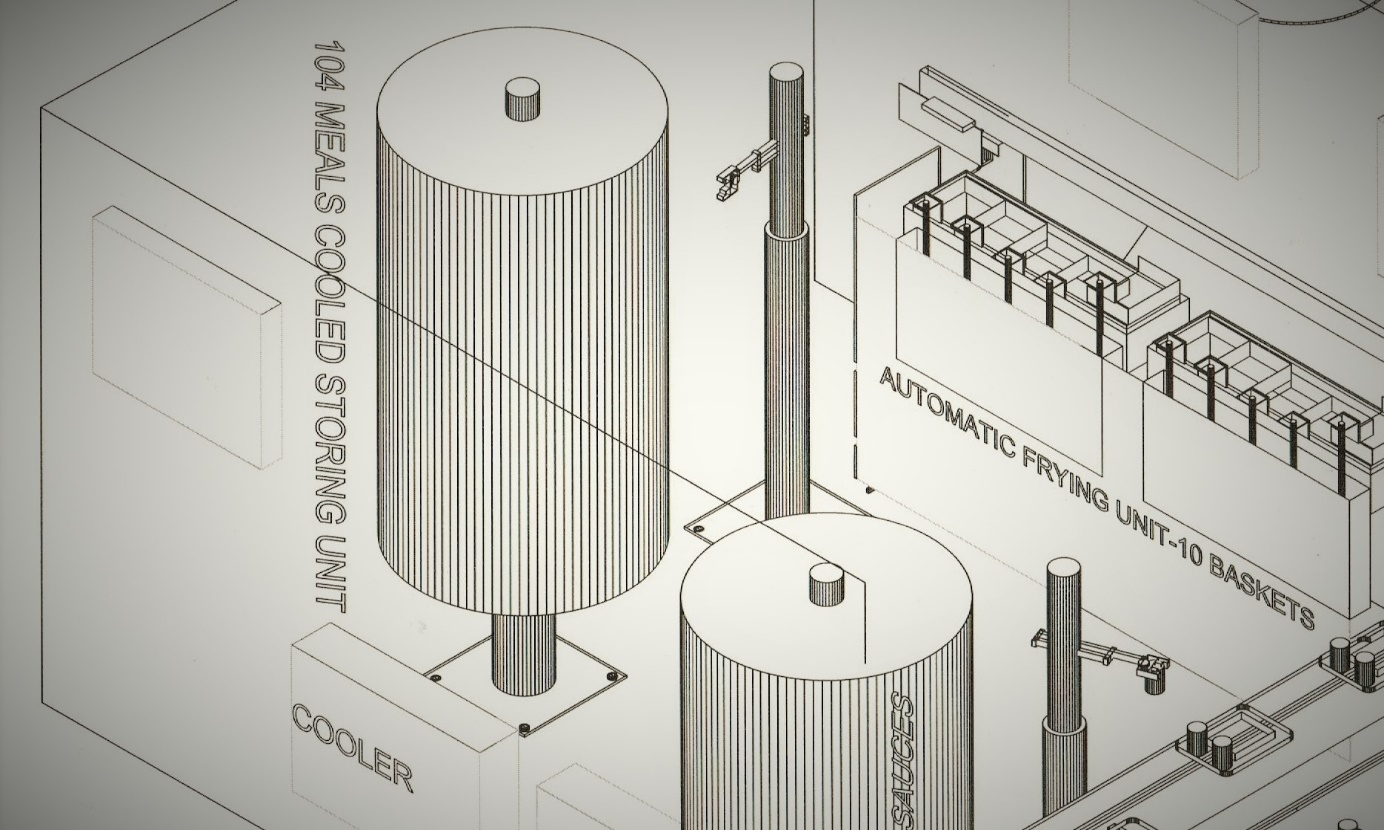 104 MEALS COOLED STORING UNIT
AUTOMATIC FRYING UNIT-10 BASKETS
COOLER
SAUCES